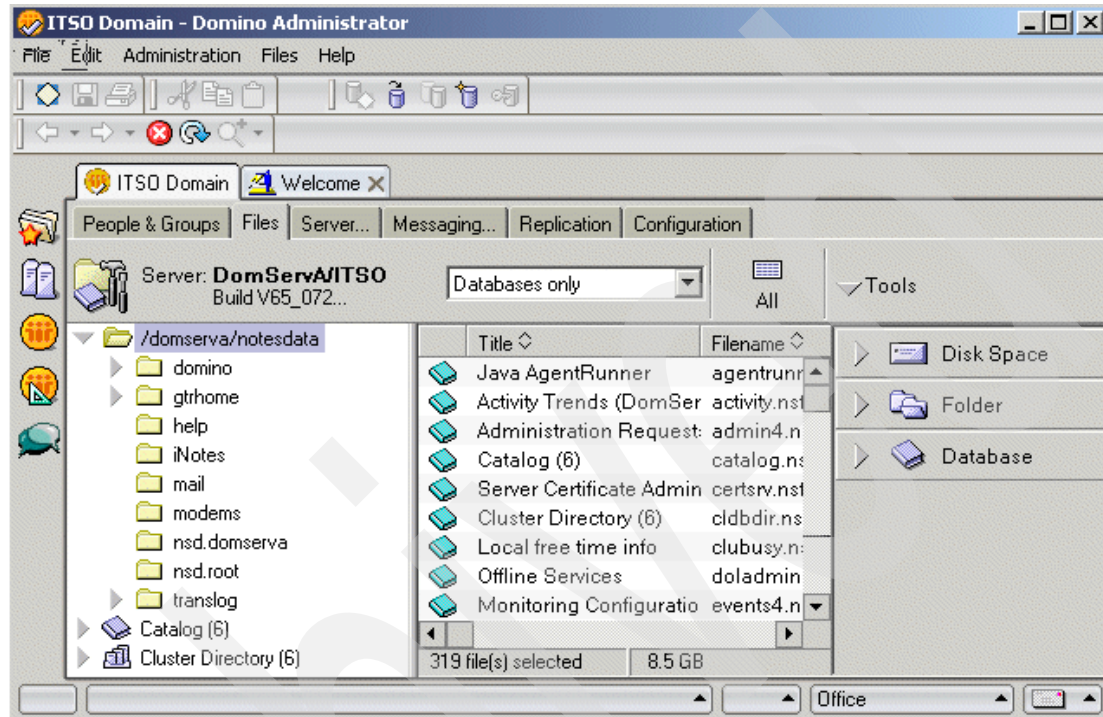 ITSO Domain - Domino Administrator
File Edit Administration Files Help
ITSO Domain Welcome
People & Groups Files Server... Messaging... Replication Configuration
Server: DomServA/ITSO
Build V65_072...
Databases only
All
Tools
/domserva/notesdata
domino
gtrhome
help
iNotes
mail
modems
nsd.domserva
nsd.root
translog
Catalog (6)
Cluster Directory (6)
Title Filename
Java AgentRunner agentrunr
Activity Trends (DomSer activity.nsf
Administration Request: admin4.n
Catalog (6) catalog.ns
Server Certificate Admin certsrv.nsf
Cluster Directory (6) cldbdir.ns
Local free time info clubusy.n
Offline Services doladmin
Monitoring Configuratio events4.n
319 file(s) selected 8.5 GB
Disk Space
Folder
Database
Office